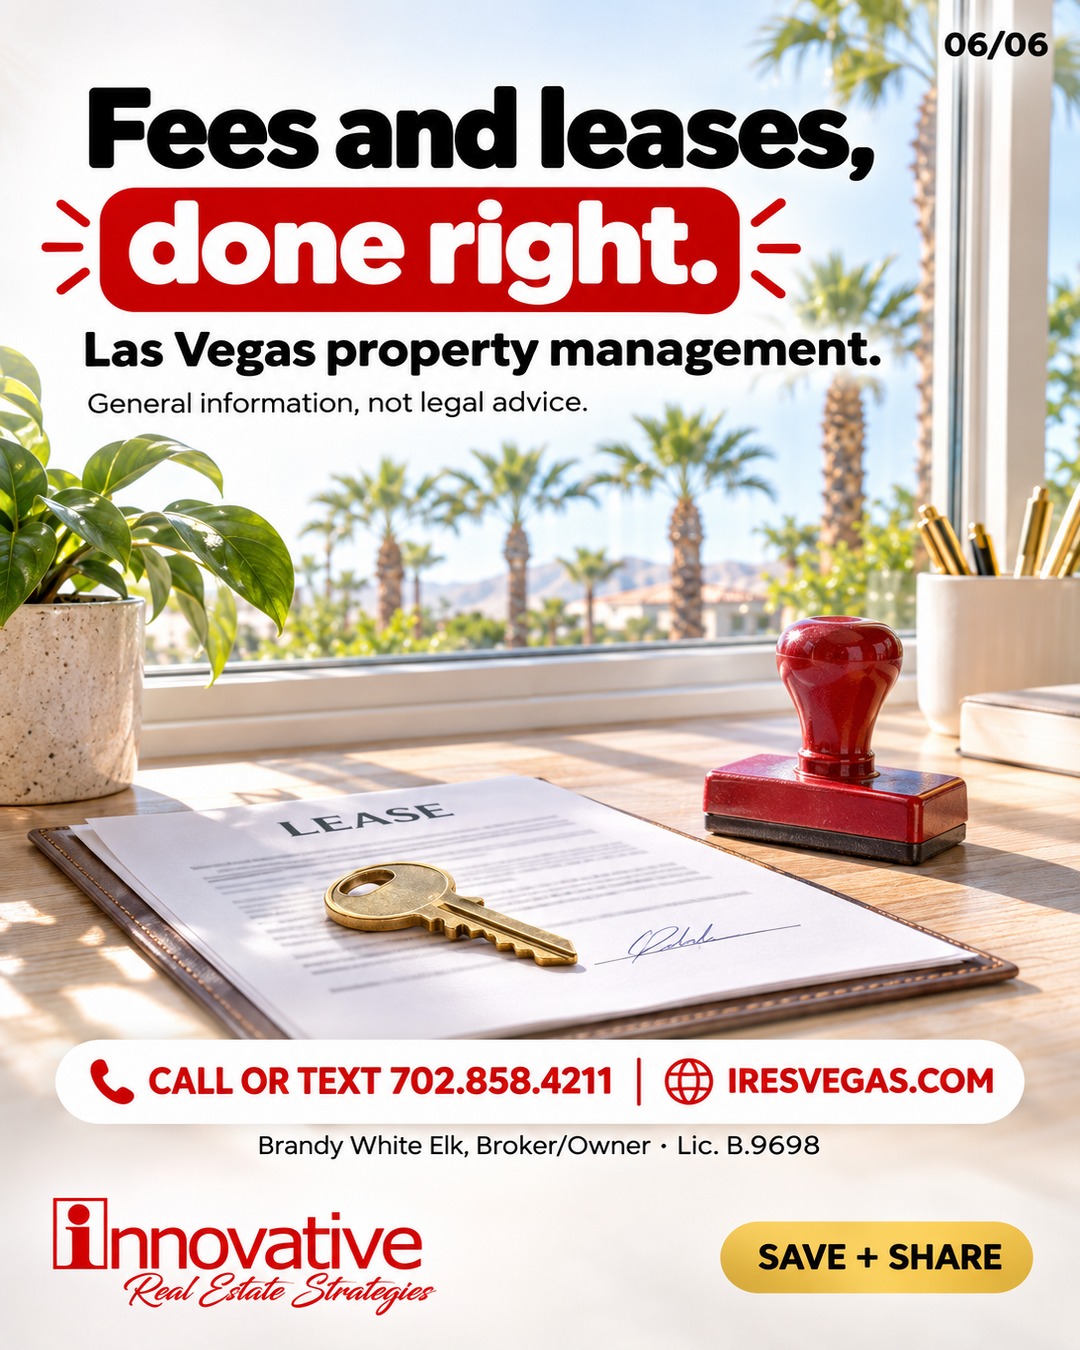 06/06
Fees and leases,
done right.
Las Vegas property management.
General information, not legal advice.
LEASE
CALL OR TEXT 702.858.4211 | IRESVEGAS.COM
Brandy White Elk, Broker/Owner • Lic. B.9698
innovative
Real Estate Strategies
SAVE + SHARE